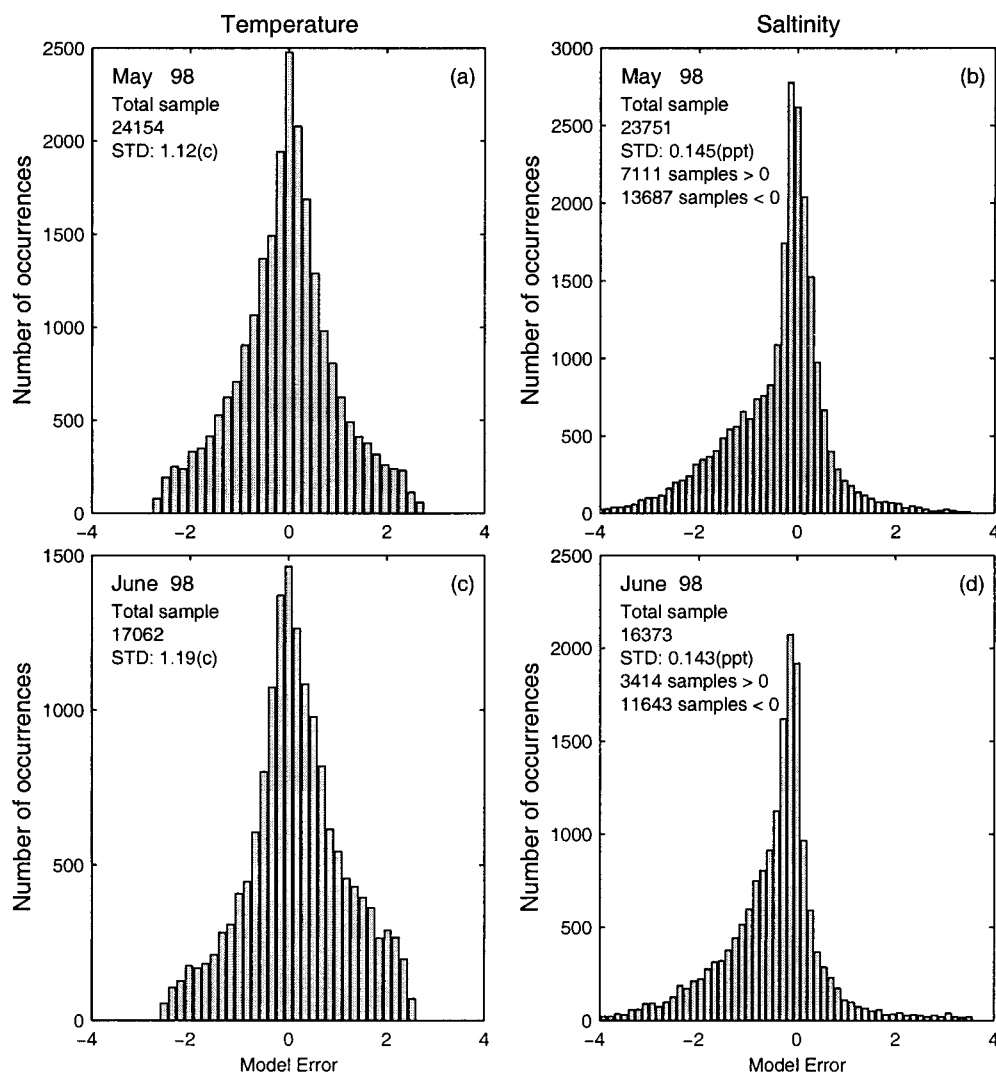 Temperature
Saltinity
2500
2000
1500
1000
500
0
-4
-2
0
2
4
Number of occurrences
May 98
(a)
Total sample
24154
STD: 1.12(c)
3000
2500
2000
1500
1000
500
0
-4
-2
0
2
4
Number of occurrences
May 98
(b)
Total sample
23751
STD: 0.145(ppt)
7111 samples > 0
13687 samples < 0
1500
1000
500
0
-4
-2
0
2
4
Number of occurrences
June 98
(c)
Total sample
17062
STD: 1.19(c)
Model Error
2500
2000
1500
1000
500
0
-4
-2
0
2
4
Number of occurrences
June 98
(d)
Total sample
16373
STD: 0.143(ppt)
3414 samples > 0
11643 samples < 0
Model Error